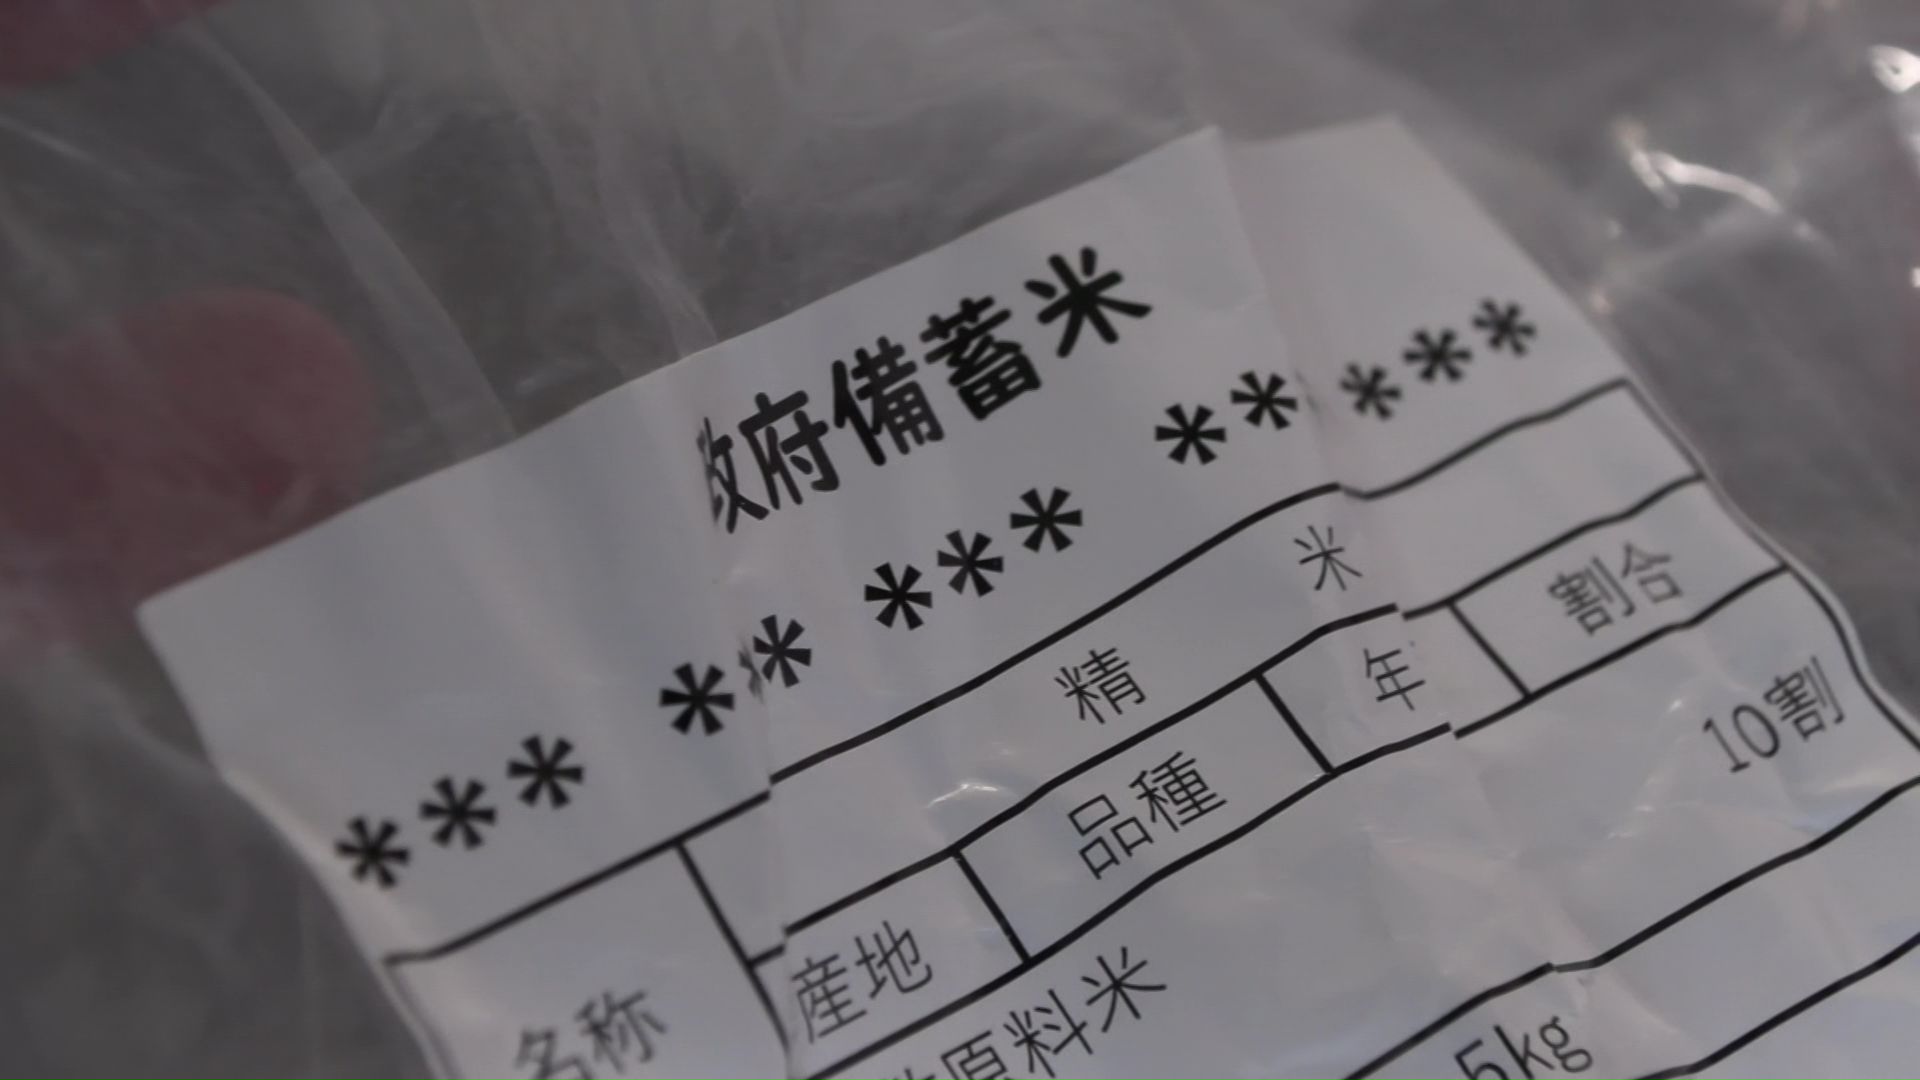 政府備蓄米
*** ** *** ** ***
名称 精 米
産地 品種 年 割合
原料米 10割
5kg